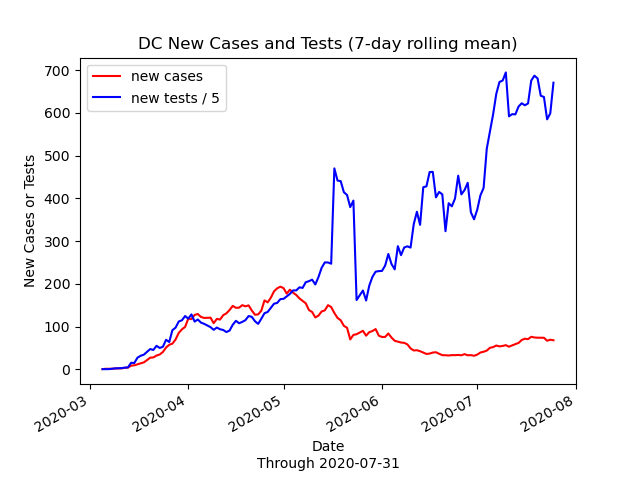 DC New Cases and Tests (7-day rolling mean)
new cases
new tests / 5
New Cases or Tests
700
600
500
400
300
200
100
0
2020-03
2020-04
2020-05
2020-06
2020-07
2020-08
Date
Through 2020-07-31